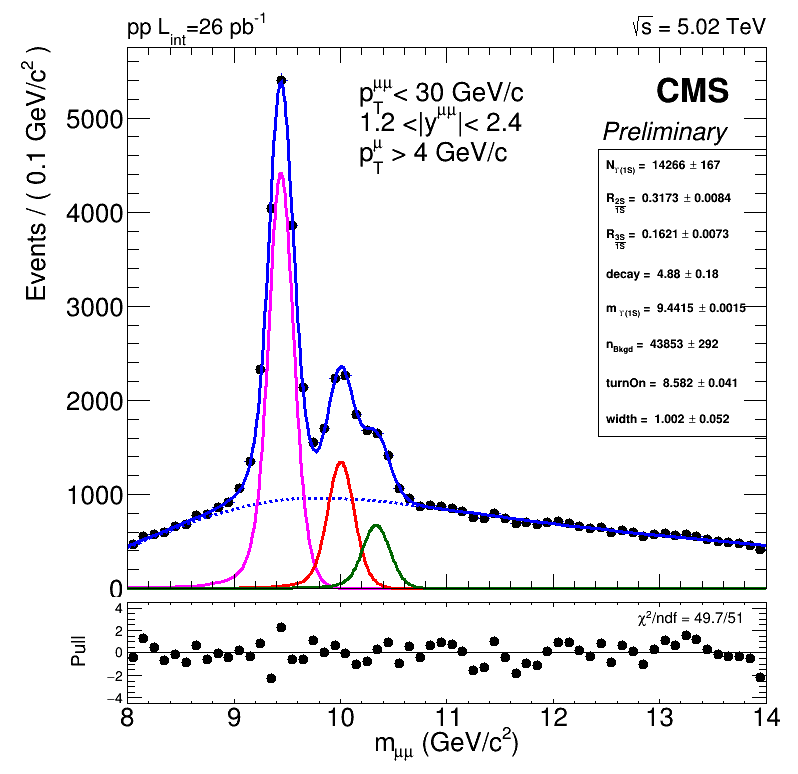 pp L_int=26 pb⁻¹
√s = 5.02 TeV
p_T^μμ < 30 GeV/c
1.2 <|y^μμ|< 2.4
p_T^μ > 4 GeV/c
CMS
Preliminary
N_ϒ(1S) = 14266 ± 167
R_2S/1S = 0.3173 ± 0.0084
R_3S/1S = 0.1621 ± 0.0073
decay = 4.88 ± 0.18
m_ϒ(1S) = 9.4415 ± 0.0015
n_Bkgd = 43853 ± 292
turnOn = 8.582 ± 0.041
width = 1.002 ± 0.052
Events / ( 0.1 GeV/c² )
5000
4000
3000
2000
1000
0
χ²/ndf = 49.7/51
Pull
4
2
0
−2
−4
8 9 10 11 12 13 14
m_μμ (GeV/c²)